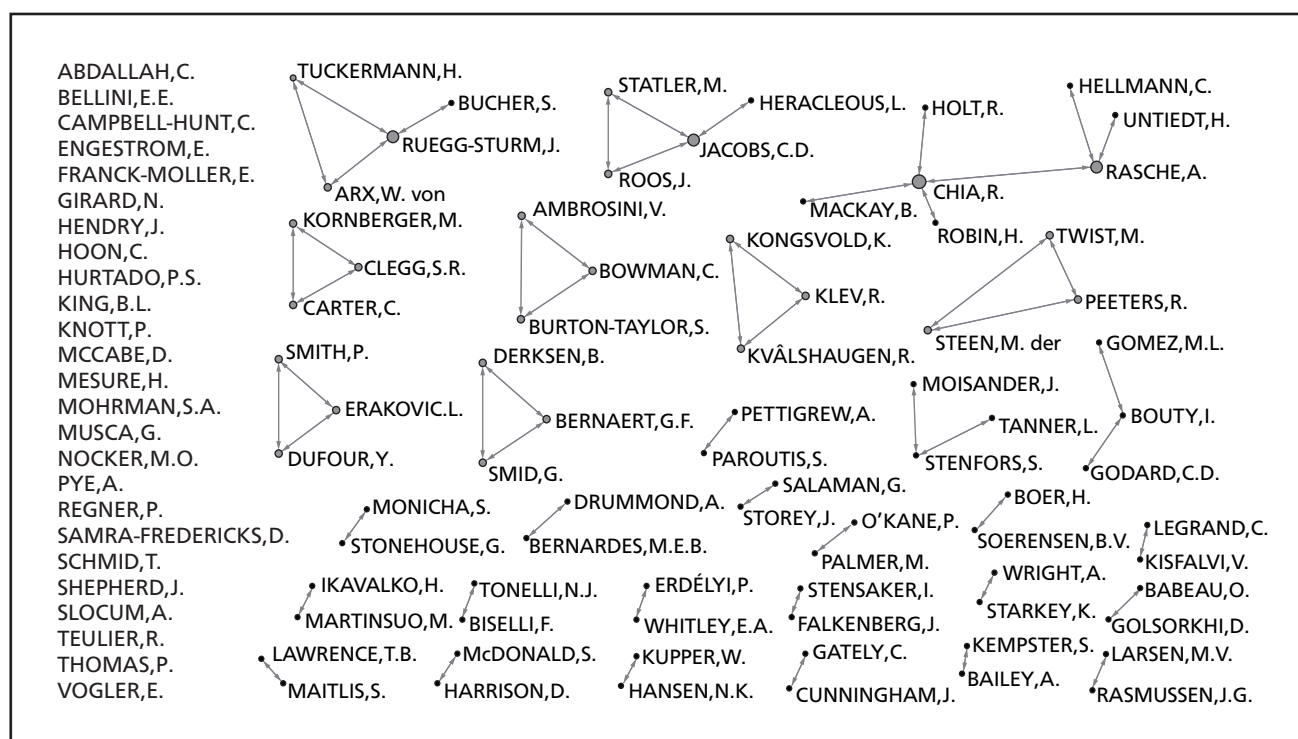 ABDALLAH,C.
BELLINI,E.E.
CAMPBELL-HUNT,C.
ENGESTROM,E.
FRANCK-MOLLER,E.
GIRARD,N.
HENDRY,J.
HOON,C.
HURTADO,P.S.
KING,B.L.
KNOTT,P.
MCCABE,D.
MESURE,H.
MOHRMAN,S.A.
MUSCA,G.
NOCKER,M.O.
PYE,A.
REGNER,P.
SAMRA-FREDERICKS,D.
SCHMID,T.
SHEPHERD,J.
SLOCUM,A.
TEULIER,R.
THOMAS,P.
VOGLER,E.
TUCKERMANN,H.
BUCHER,S.
RUEGG-STURM,J.
ARX,W. von
STATLER,M.
HERACLEOUS,L.
JACOBS,C.D.
ROOS,J.
HOLT,R.
HELLMANN,C.
UNTIEDT,H.
RASCHE,A.
CHIA,R.
MACKAY,B.
ROBIN,H.
KORNBERGER,M.
CLEGG,S.R.
CARTER,C.
AMBROSINI,V.
BOWMAN,C.
BURTON-TAYLOR,S.
KONGSVOLD,K.
KLEV,R.
KVÂLSHAUGEN,R.
TWIST,M.
PEETERS,R.
STEEN,M. der
SMITH,P.
ERAKOVIC.L.
DUFOUR,Y.
DERKSEN,B.
BERNAERT,G.F.
SMID,G.
PETTIGREW,A.
PAROUTIS,S.
MOISANDER,J.
TANNER,L.
STENFORS,S.
GOMEZ,M.L.
BOUTY,I.
GODARD,C.D.
MONICHA,S.
STONEHOUSE,G.
DRUMMOND,A.
BERNARDES,M.E.B.
SALAMAN,G.
STOREY,J.
O'KANE,P.
PALMER,M.
BOER,H.
SOERENSEN,B.V.
LEGRAND,C.
KISFALVI,V.
IKAVALKO,H.
MARTINSUO,M.
TONELLI,N.J.
BISELLI,F.
ERDÉLYI,P.
WHITLEY,E.A.
STENSAKER,I.
FALKENBERG,J.
WRIGHT,A.
STARKEY,K.
BABEAU,O.
GOLSORKHI,D.
LAWRENCE,T.B.
MAITLIS,S.
McDONALD,S.
HARRISON,D.
KUPPER,W.
HANSEN,N.K.
GATELY,C.
CUNNINGHAM,J.
KEMPSTER,S.
BAILEY,A.
LARSEN,M.V.
RASMUSSEN,J.G.